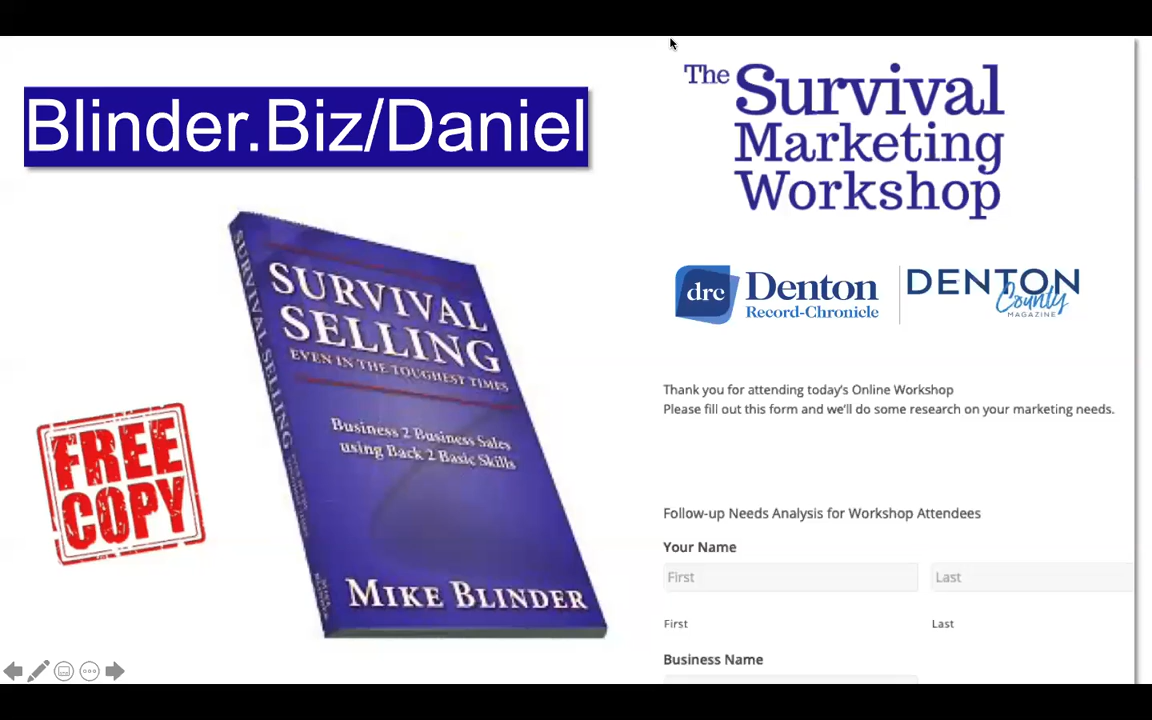 Blinder.Biz/Daniel
SURVIVAL SELLING
SURVIVAL
SELLING
EVEN IN THE TOUGHEST TIMES
Business 2 Business Sales
using Back 2 Basic Skills
MIKE BLINDER
FREE
COPY
The Survival
Marketing
Workshop
drc
Denton
Record-Chronicle
DENTON
County
MAGAZINE
Thank you for attending today's Online Workshop
Please fill out this form and we'll do some research on your marketing needs.
Follow-up Needs Analysis for Workshop Attendees
Your Name
First Last
First Last
Business Name